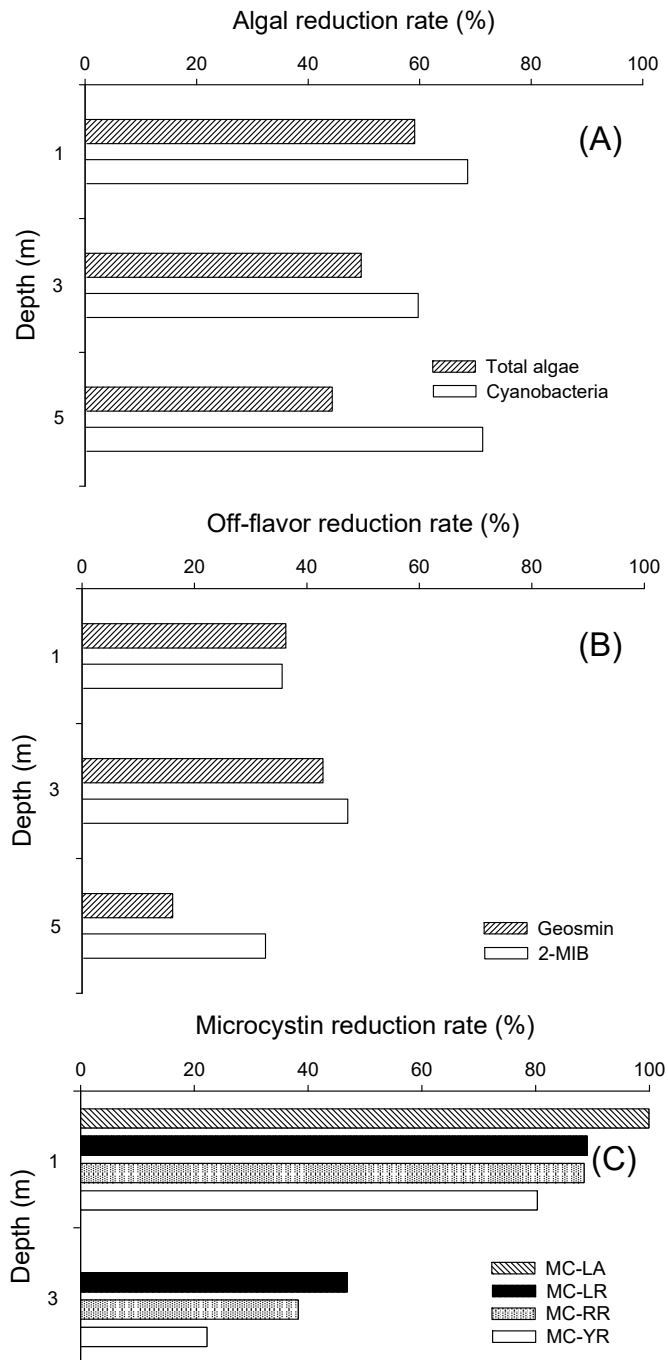 Algal reduction rate (%)
0 20 40 60 80 100
(A)
1
3
5
Depth (m)
Total algae
Cyanobacteria
Off-flavor reduction rate (%)
0 20 40 60 80 100
(B)
1
3
5
Depth (m)
Geosmin
2-MIB
Microcystin reduction rate (%)
0 20 40 60 80 100
(C)
1
3
Depth (m)
MC-LA
MC-LR
MC-RR
MC-YR